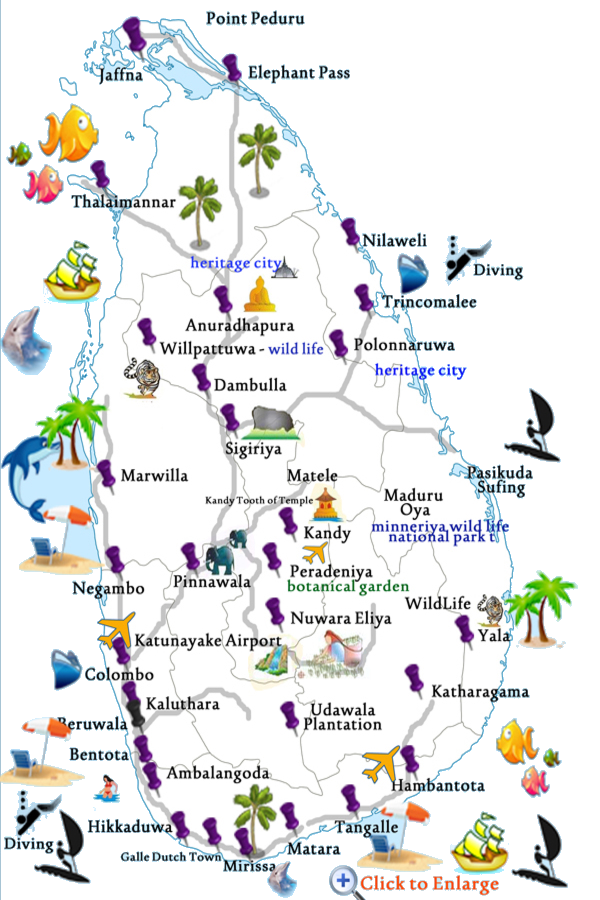 Point Peduru
Jaffna
Elephant Pass
Thalaimannar
Nilaweli
Diving
heritage city
Trincomalee
Anuradhapura
Willpattuwa - wild life
Polonnaruwa
heritage city
Dambulla
Sigiriya
Marwilla
Matele
Pasikuda
Sufing
Kandy Tooth of Temple
Maduru
Oya
minneriya wild life
national park t
Kandy
Pinnawala
Peradeniya
botanical garden
Negambo
WildLife
Nuwara Eliya
Yala
Katunayake Airport
Colombo
Katharagama
Kaluthara
Beruwala
Udawala
Plantation
Bentota
Ambalangoda
Hambantota
Hikkaduwa
Tangalle
Diving
Galle Dutch Town
Mirissa
Matara
Click to Enlarge